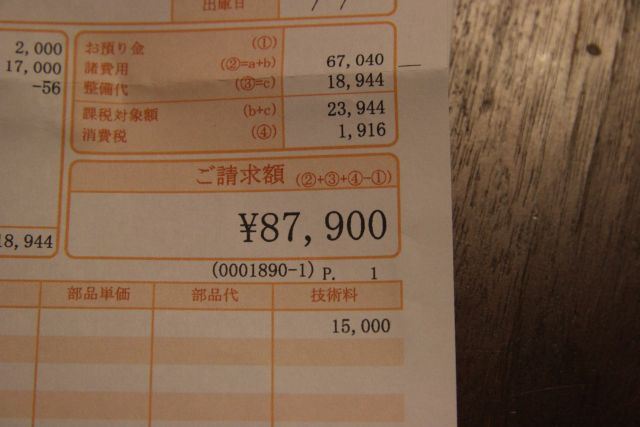 出庫日 / /
2,000
17,000
-56
18,944
お預り金 (①)
諸費用 (②=a+b) 67,040
整備代 (③=c) 18,944
課税対象額 (b+c) 23,944
消費税 (④) 1,916
ご請求額 (②+③+④-①)
¥87,900
(0001890-1) P. 1
部品単価 部品代 技術料
15,000